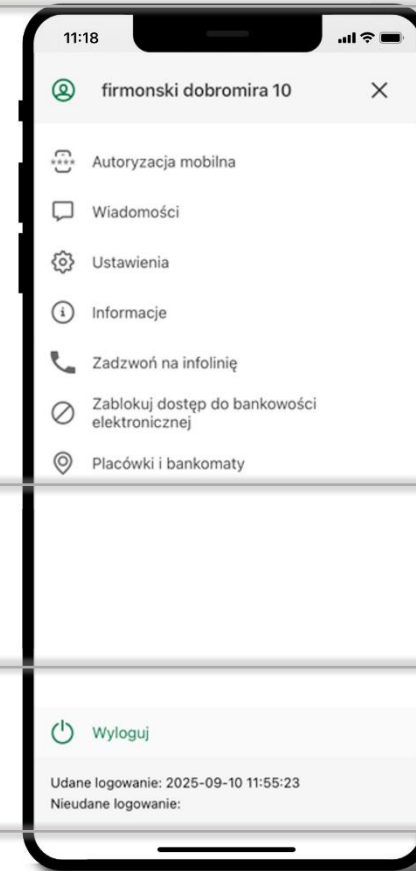 11:18
firmonski dobromira 10
Autoryzacja mobilna
Wiadomości
Ustawienia
Informacje
Zadzwoń na infolinię
Zablokuj dostęp do bankowości
elektronicznej
Placówki i bankomaty
Wyloguj
Udane logowanie: 2025-09-10 11:55:23
Nieudane logowanie: